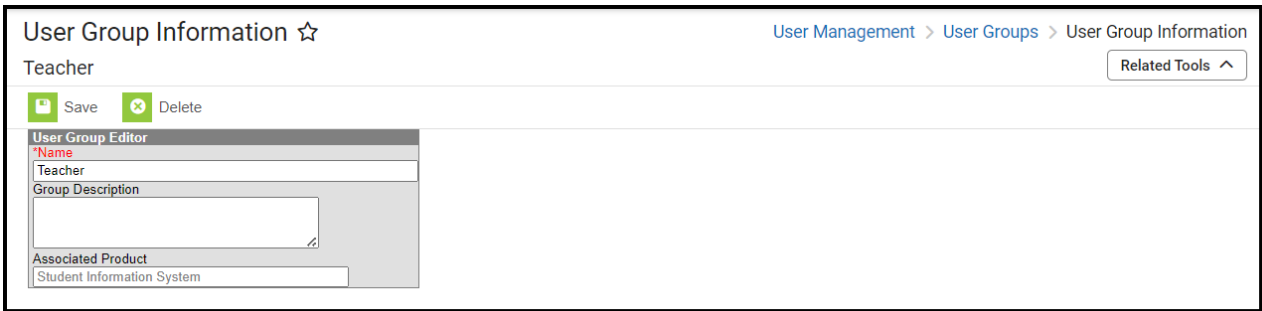 User Group Information
User Management > User Groups > User Group Information
Teacher
Related Tools
Save Delete
User Group Editor
*Name
Teacher
Group Description
Associated Product
Student Information System